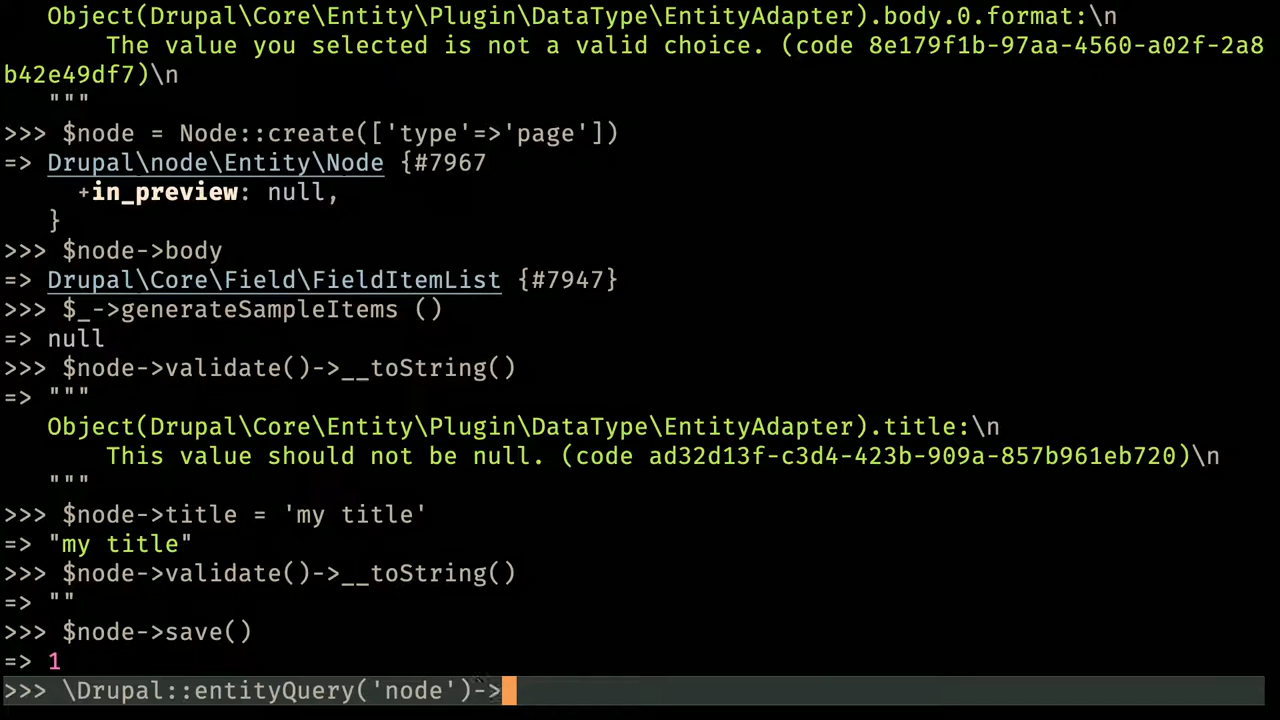 Object(Drupal\Core\Entity\Plugin\DataType\EntityAdapter).body.0.format:\n
The value you selected is not a valid choice. (code 8e179f1b-97aa-4560-a02f-2a8
b42e49df7)\n
"""
>>> $node = Node::create(['type'=>'page'])
=> Drupal\node\Entity\Node {#7967
+in_preview: null,
}
>>> $node->body
=> Drupal\Core\Field\FieldItemList {#7947}
>>> $_->generateSampleItems ()
=> null
>>> $node->validate()->__toString()
=> """
Object(Drupal\Core\Entity\Plugin\DataType\EntityAdapter).title:\n
This value should not be null. (code ad32d13f-c3d4-423b-909a-857b961eb720)\n
"""
>>> $node->title = 'my title'
=> "my title"
>>> $node->validate()->__toString()
=> ""
>>> $node->save()
=> 1
>>> \Drupal::entityQuery('node')->